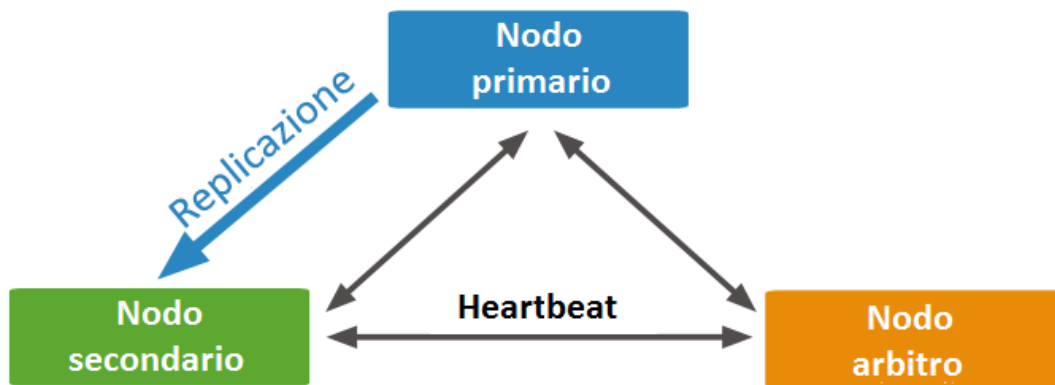 Nodo
primario
Replicazione
Heartbeat
Nodo
secondario
Nodo
arbitro